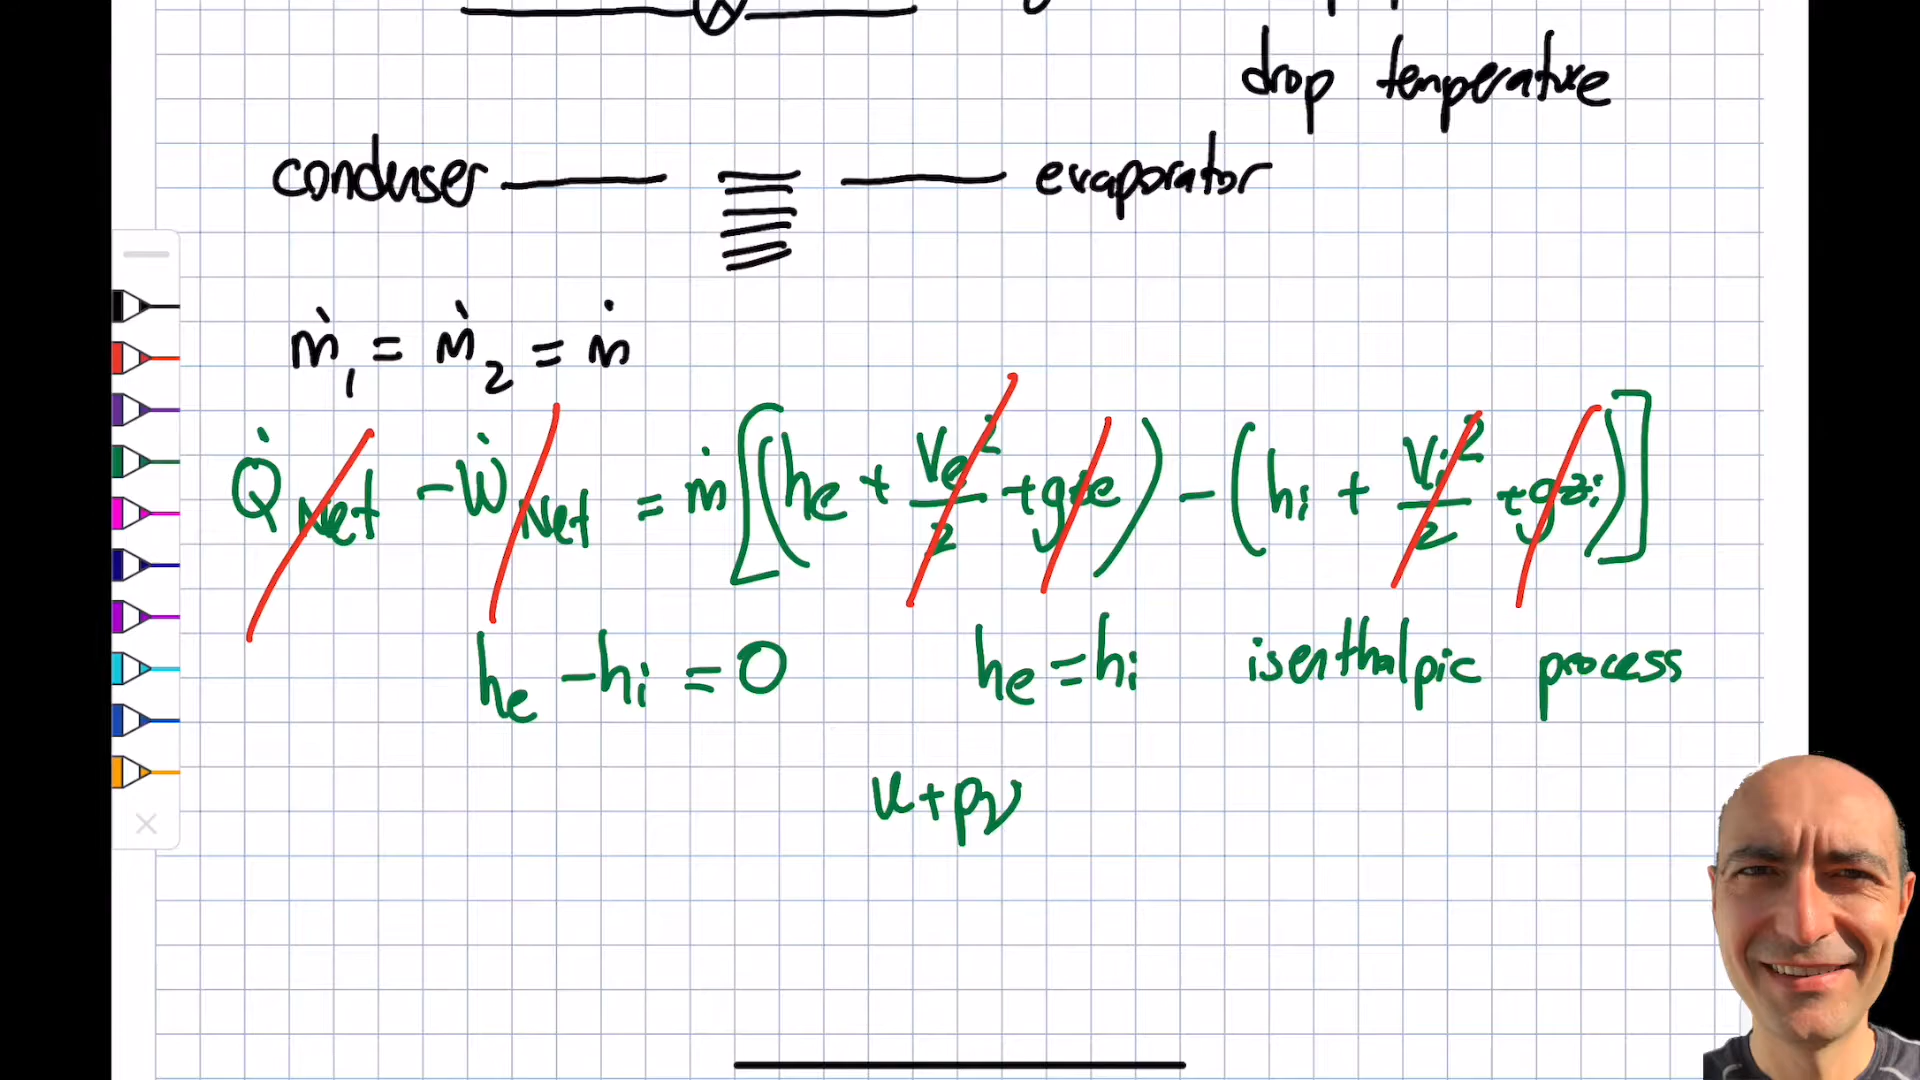 drop temperature
condenser evaporator
ṁ₁ = ṁ₂ = ṁ
Q̇Net - ẆNet = ṁ[(he + Ve²/2 + gze) - (hi + Vi²/2 + gzi)]
he - hi = 0 he = hi isenthalpic process
u + pv